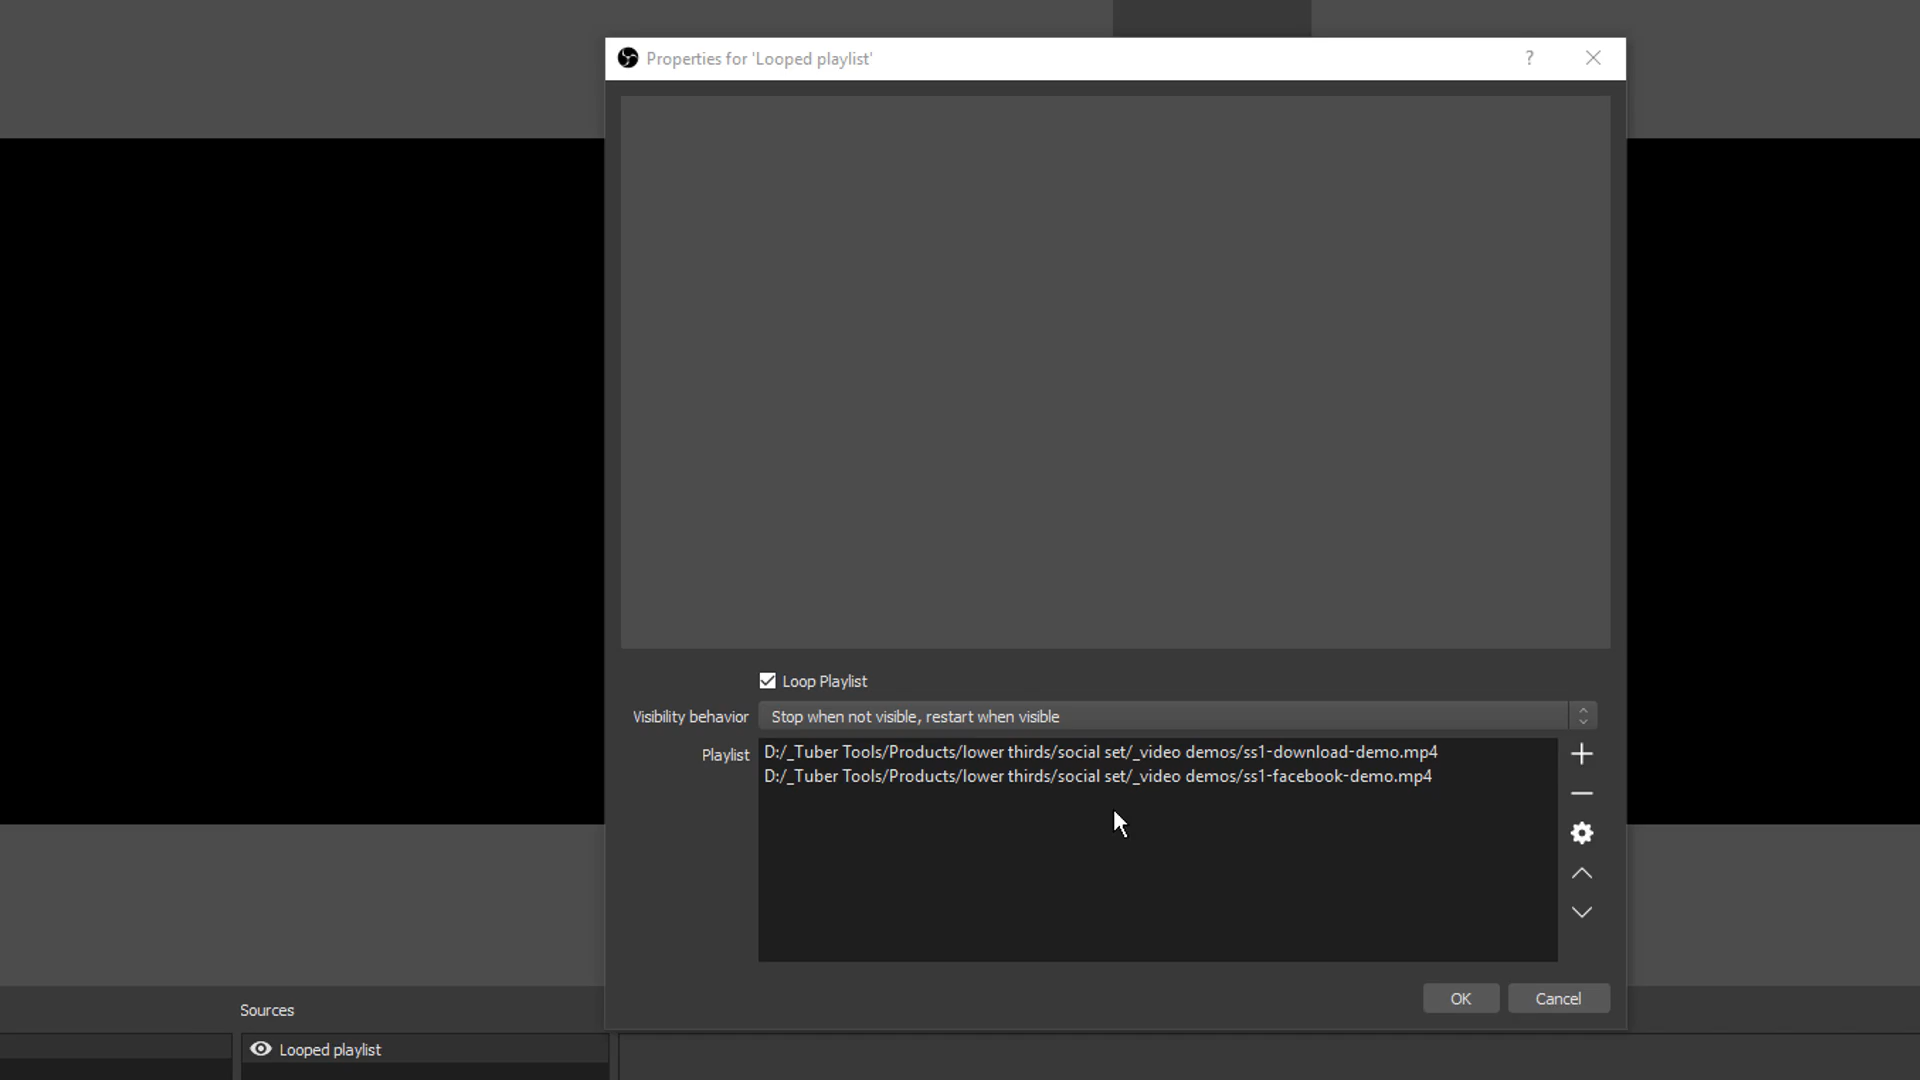 Properties for 'Looped playlist'
?
Loop Playlist
Visibility behavior
Stop when not visible, restart when visible
Playlist
D:/_Tuber Tools/Products/lower thirds/social set/_video demos/ss1-download-demo.mp4
D:/_Tuber Tools/Products/lower thirds/social set/_video demos/ss1-facebook-demo.mp4
OK
Cancel
Sources
Looped playlist